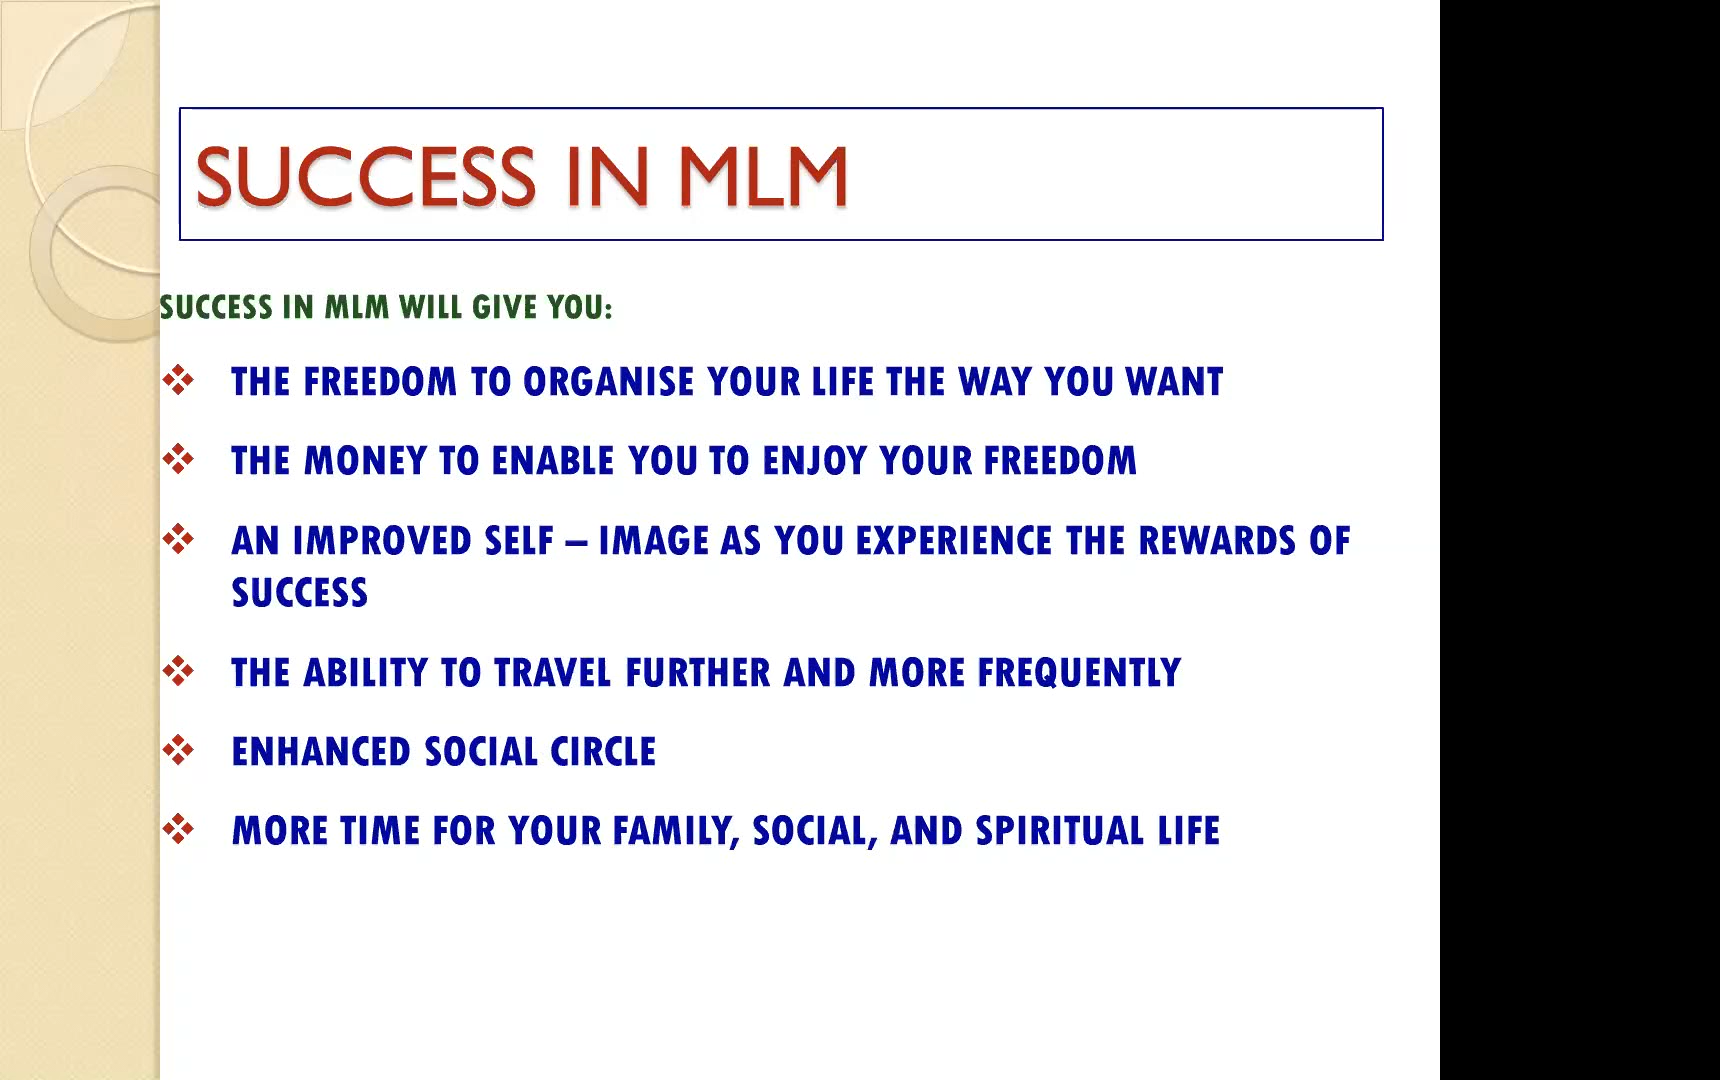 SUCCESS IN MLM
SUCCESS IN MLM WILL GIVE YOU:
❖ THE FREEDOM TO ORGANISE YOUR LIFE THE WAY YOU WANT
❖ THE MONEY TO ENABLE YOU TO ENJOY YOUR FREEDOM
❖ AN IMPROVED SELF – IMAGE AS YOU EXPERIENCE THE REWARDS OF
SUCCESS
❖ THE ABILITY TO TRAVEL FURTHER AND MORE FREQUENTLY
❖ ENHANCED SOCIAL CIRCLE
❖ MORE TIME FOR YOUR FAMILY, SOCIAL, AND SPIRITUAL LIFE